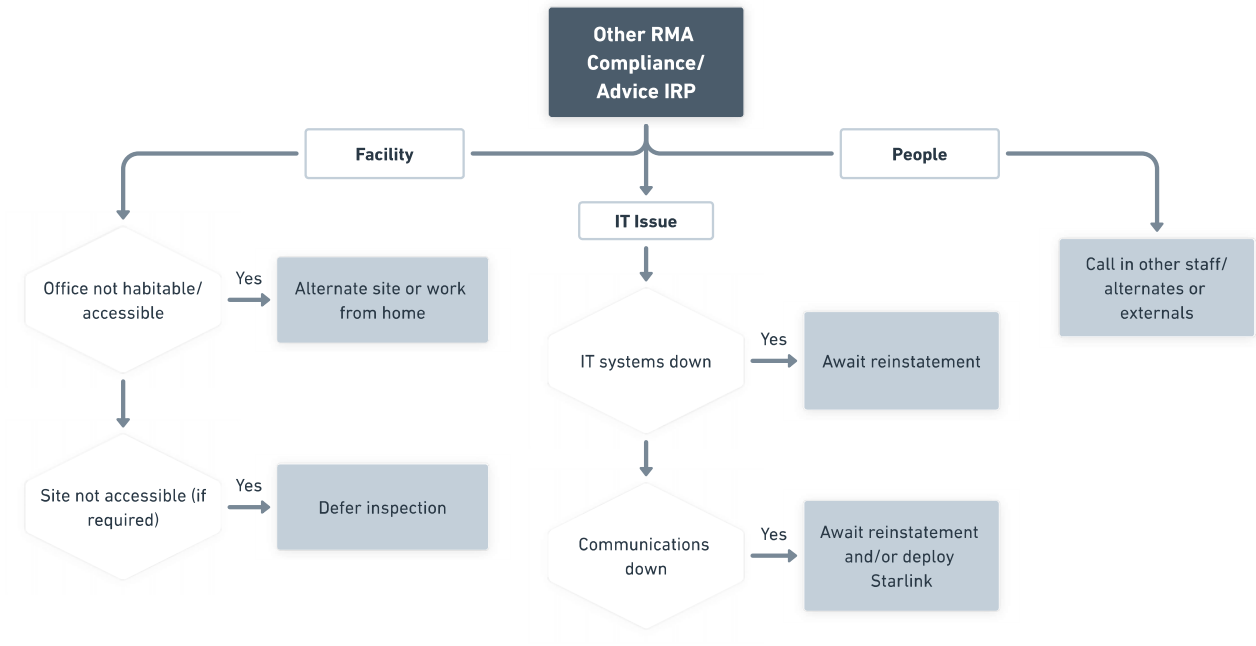 Other RMA
Compliance/
Advice IRP
Facility
People
IT Issue
Office not habitable/
accessible
Yes
Alternate site or work
from home
Call in other staff/
alternates or
externals
IT systems down
Yes
Await reinstatement
Site not accessible (if
required)
Yes
Defer inspection
Communications
down
Yes
Await reinstatement
and/or deploy
Starlink